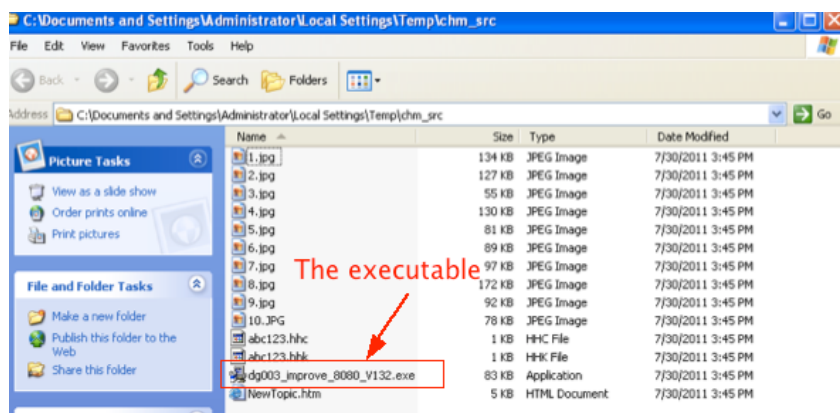 C:\Documents and Settings\Administrator\Local Settings\Temp\chm_src
File Edit View Favorites Tools Help
Back Search Folders
Address C:\Documents and Settings\Administrator\Local Settings\Temp\chm_src Go
Name Size Type Date Modified
Picture Tasks
View as a slide show
Order prints online
Print pictures
File and Folder Tasks
Make a new folder
Publish this folder to the
Web
Share this folder
1.jpg 134 KB JPEG Image 7/30/2011 3:45 PM
2.jpg 127 KB JPEG Image 7/30/2011 3:45 PM
3.jpg 55 KB JPEG Image 7/30/2011 3:45 PM
4.jpg 130 KB JPEG Image 7/30/2011 3:45 PM
5.jpg 81 KB JPEG Image 7/30/2011 3:45 PM
6.jpg 89 KB JPEG Image 7/30/2011 3:45 PM
7.jpg 97 KB JPEG Image 7/30/2011 3:45 PM
8.jpg 172 KB JPEG Image 7/30/2011 3:45 PM
9.jpg 92 KB JPEG Image 7/30/2011 3:45 PM
10.JPG 78 KB JPEG Image 7/30/2011 3:45 PM
abc123.hhc 1 KB HHC File 7/30/2011 3:45 PM
abc123.hhk 1 KB HHK File 7/30/2011 3:45 PM
dg003_improve_8080_V132.exe 83 KB Application 7/30/2011 3:45 PM
NewTopic.htm 5 KB HTML Document 7/30/2011 3:45 PM
The executable